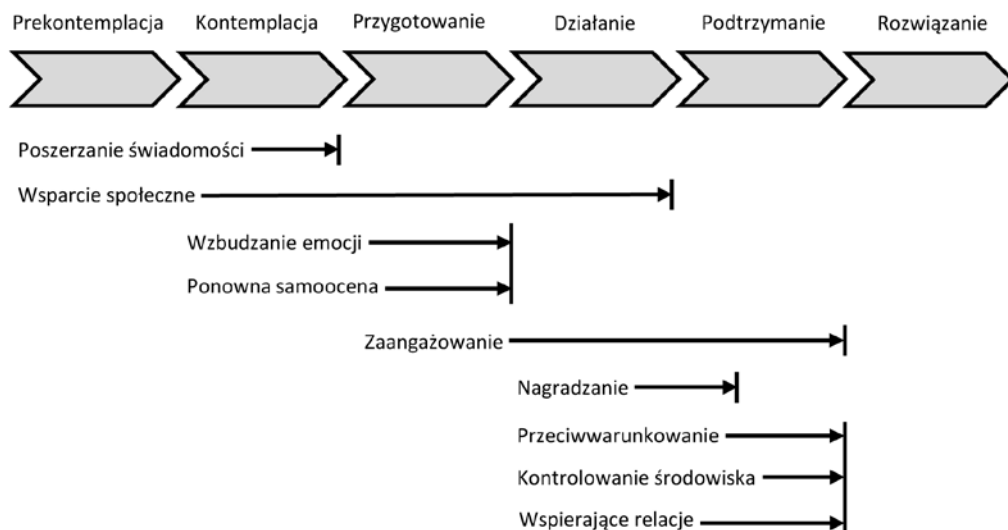 Prekontemplacja Kontemplacja Przygotowanie Działanie Podtrzymanie Rozwiązanie
Poszerzanie świadomości
Wsparcie społeczne
Wzbudzanie emocji
Ponowna samoocena
Zaangażowanie
Nagradzanie
Przeciwwarunkowanie
Kontrolowanie środowiska
Wspierające relacje